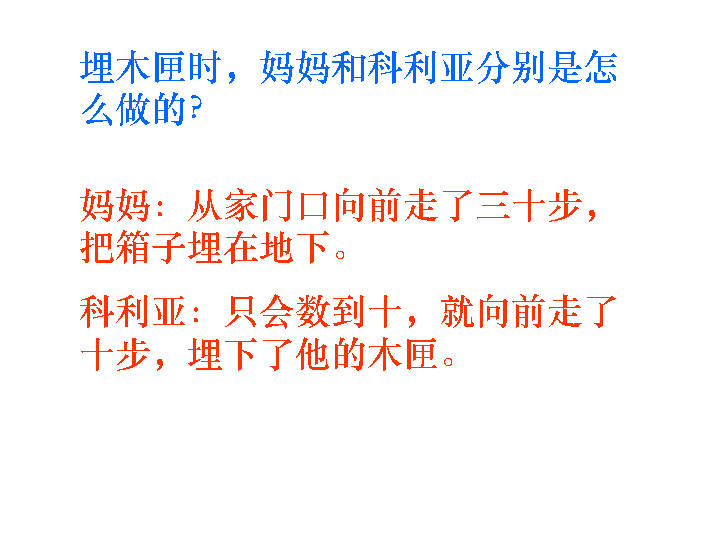 埋木匣时，妈妈和科利亚分别是怎
么做的？
妈妈：从家门口向前走了三十步，
把箱子埋在地下。
科利亚：只会数到十，就向前走了
十步，埋下了他的木匣。